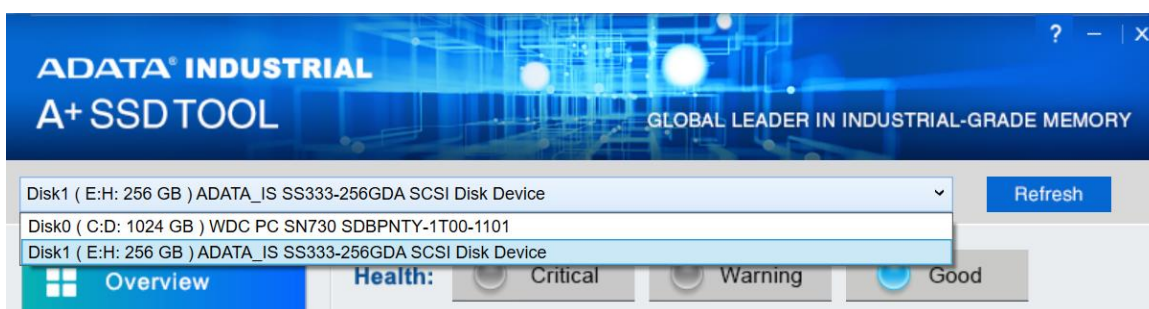 ? – | X
ADATA® INDUSTRIAL
A+ SSD TOOL
GLOBAL LEADER IN INDUSTRIAL-GRADE MEMORY
Disk1 ( E:H: 256 GB ) ADATA_IS SS333-256GDA SCSI Disk Device
Refresh
Disk0 ( C:D: 1024 GB ) WDC PC SN730 SDBPNTY-1T00-1101
Disk1 ( E:H: 256 GB ) ADATA_IS SS333-256GDA SCSI Disk Device
Overview
Health: Critical Warning Good